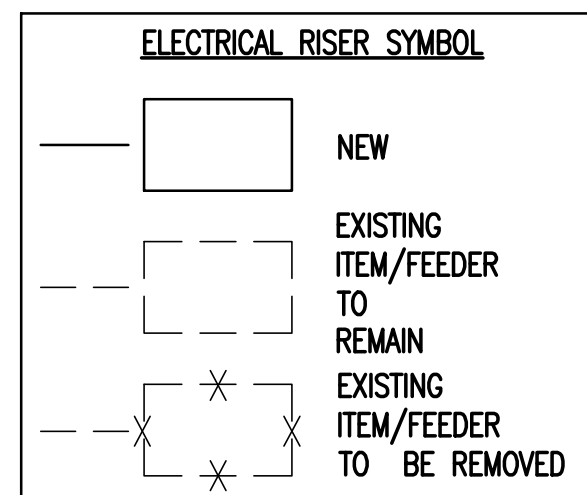 ELECTRICAL RISER SYMBOL
NEW
EXISTING
ITEM/FEEDER
TO
REMAIN
EXISTING
ITEM/FEEDER
TO BE REMOVED